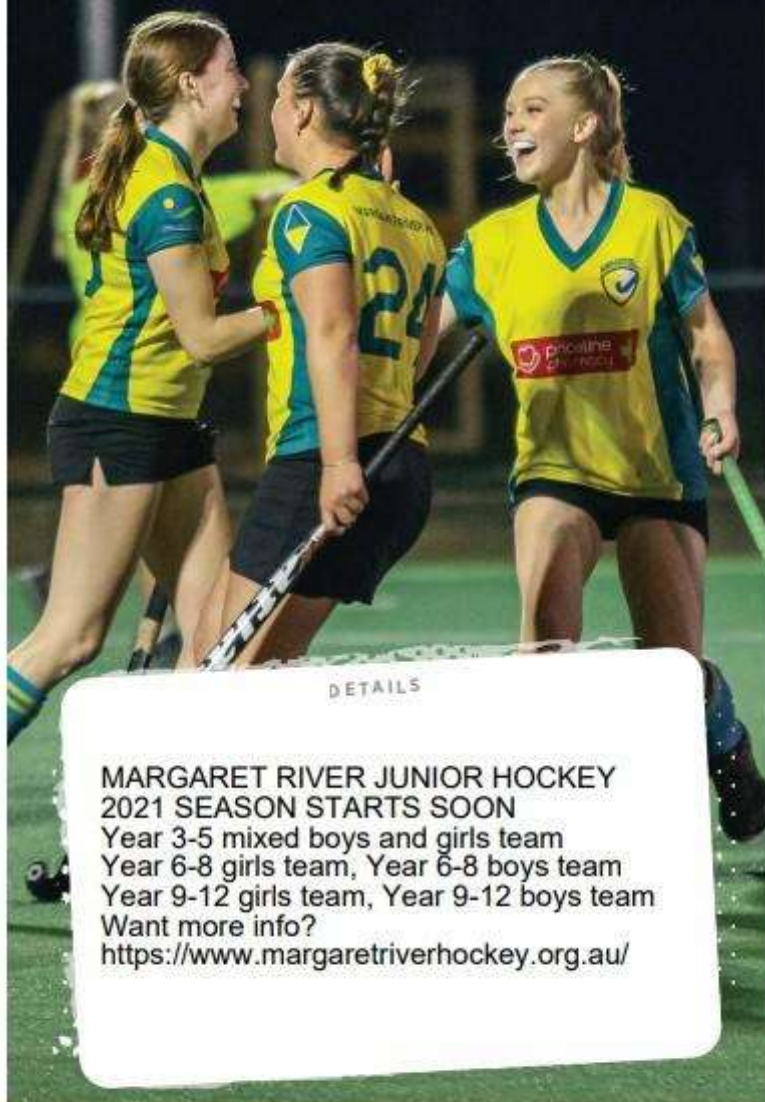 24
priceline
pharmacy
DETAILS
MARGARET RIVER JUNIOR HOCKEY
2021 SEASON STARTS SOON
Year 3-5 mixed boys and girls team
Year 6-8 girls team, Year 6-8 boys team
Year 9-12 girls team, Year 9-12 boys team
Want more info?
https://www.margaretriverhockey.org.au/